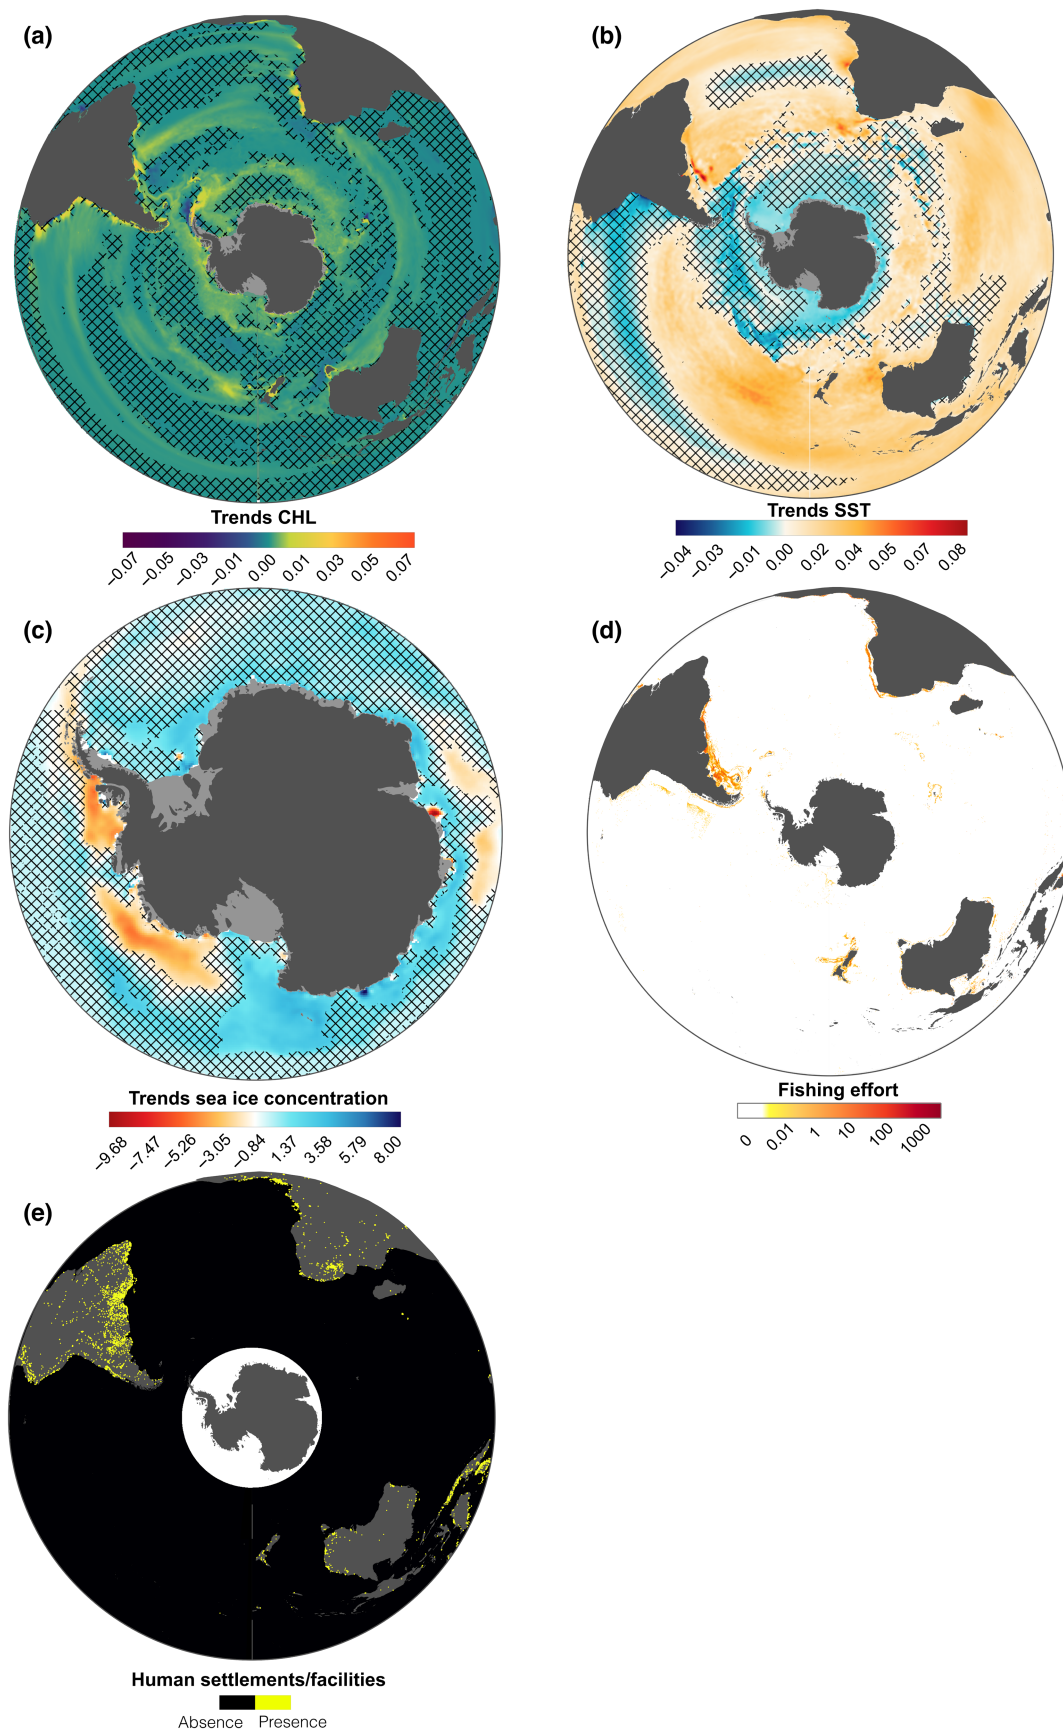 (a)
(b)
Trends CHL
−0.07 −0.05 −0.03 −0.01 0.00 0.01 0.03 0.05 0.07
Trends SST
−0.04 −0.03 −0.01 0.00 0.02 0.04 0.05 0.07 0.08
(c)
(d)
Trends sea ice concentration
−9.68 −7.47 −5.26 −3.05 −0.84 1.37 3.58 5.79 8.00
Fishing effort
0 0.01 1 10 100 1000
(e)
Human settlements/facilities
Absence Presence